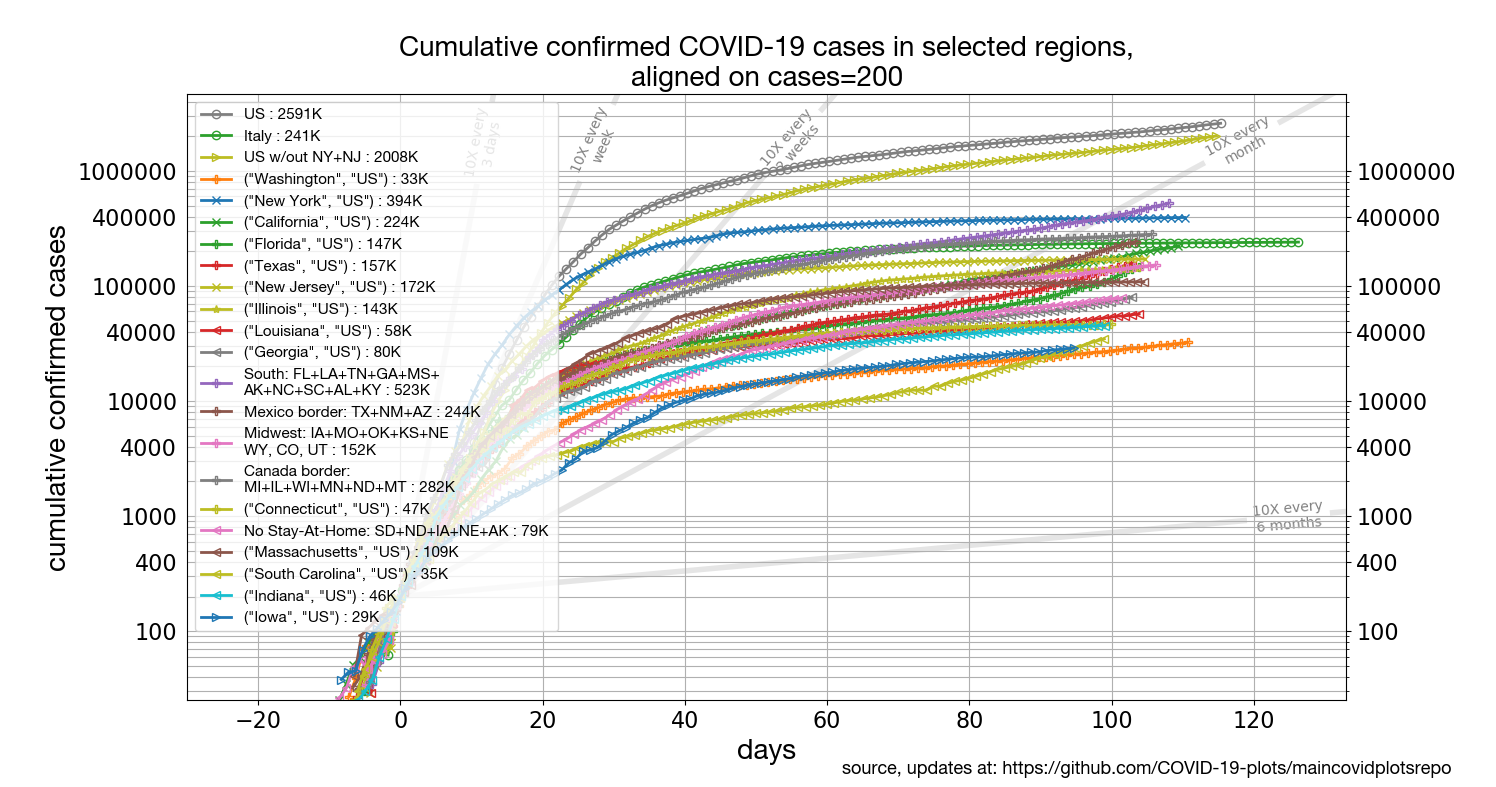 Cumulative confirmed COVID-19 cases in selected regions,
aligned on cases=200
US : 2591K
Italy : 241K
US w/out NY+NJ : 2008K
("Washington", "US") : 33K
("New York", "US") : 394K
("California", "US") : 224K
("Florida", "US") : 147K
("Texas", "US") : 157K
("New Jersey", "US") : 172K
("Illinois", "US") : 143K
("Louisiana", "US") : 58K
("Georgia", "US") : 80K
South: FL+LA+TN+GA+MS+
AK+NC+SC+AL+KY : 523K
Mexico border: TX+NM+AZ : 244K
Midwest: IA+MO+OK+KS+NE
WY, CO, UT : 152K
Canada border:
MI+IL+WI+MN+ND+MT : 282K
("Connecticut", "US") : 47K
No Stay-At-Home: SD+ND+IA+NE+AK : 79K
("Massachusetts", "US") : 109K
("South Carolina", "US") : 35K
("Indiana", "US") : 46K
("Iowa", "US") : 29K
10X every
3 days
10X every
week
10X every
2 weeks
10X every
month
10X every
6 months
cumulative confirmed cases
1000000
400000
100000
40000
10000
4000
1000
400
100
1000000
400000
100000
40000
10000
4000
1000
400
100
−20 0 20 40 60 80 100 120
days
source, updates at: https://github.com/COVID-19-plots/maincovidplotsrepo